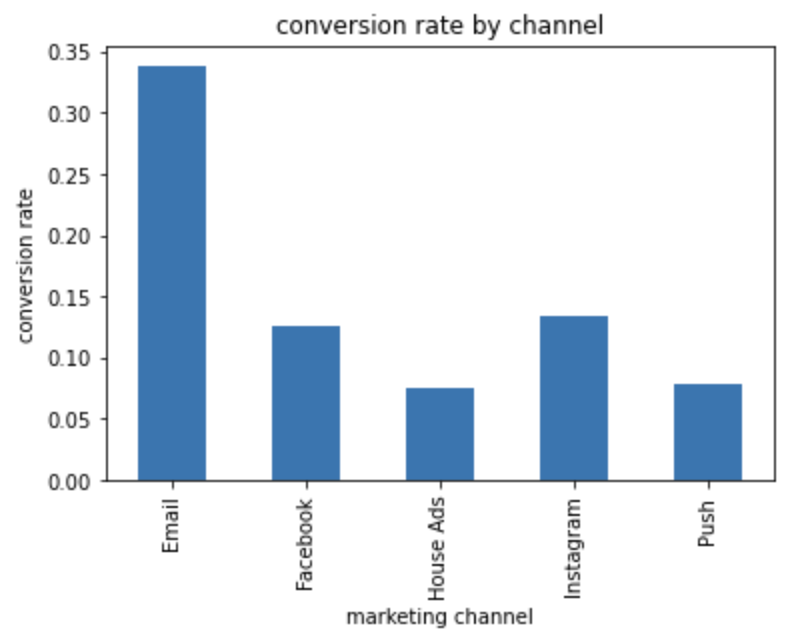 conversion rate by channel
conversion rate
0.35
0.30
0.25
0.20
0.15
0.10
0.05
0.00
Email
Facebook
House Ads
Instagram
Push
marketing channel